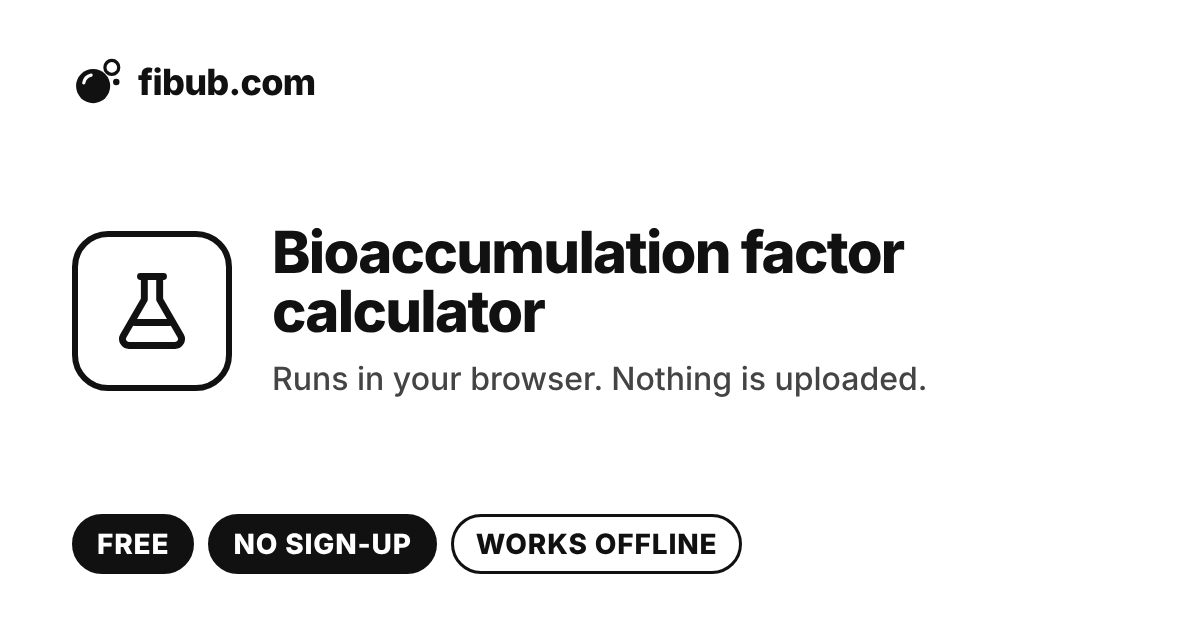 fibub.com
Bioaccumulation factor
calculator
Runs in your browser. Nothing is uploaded.
FREE
NO SIGN-UP
WORKS OFFLINE